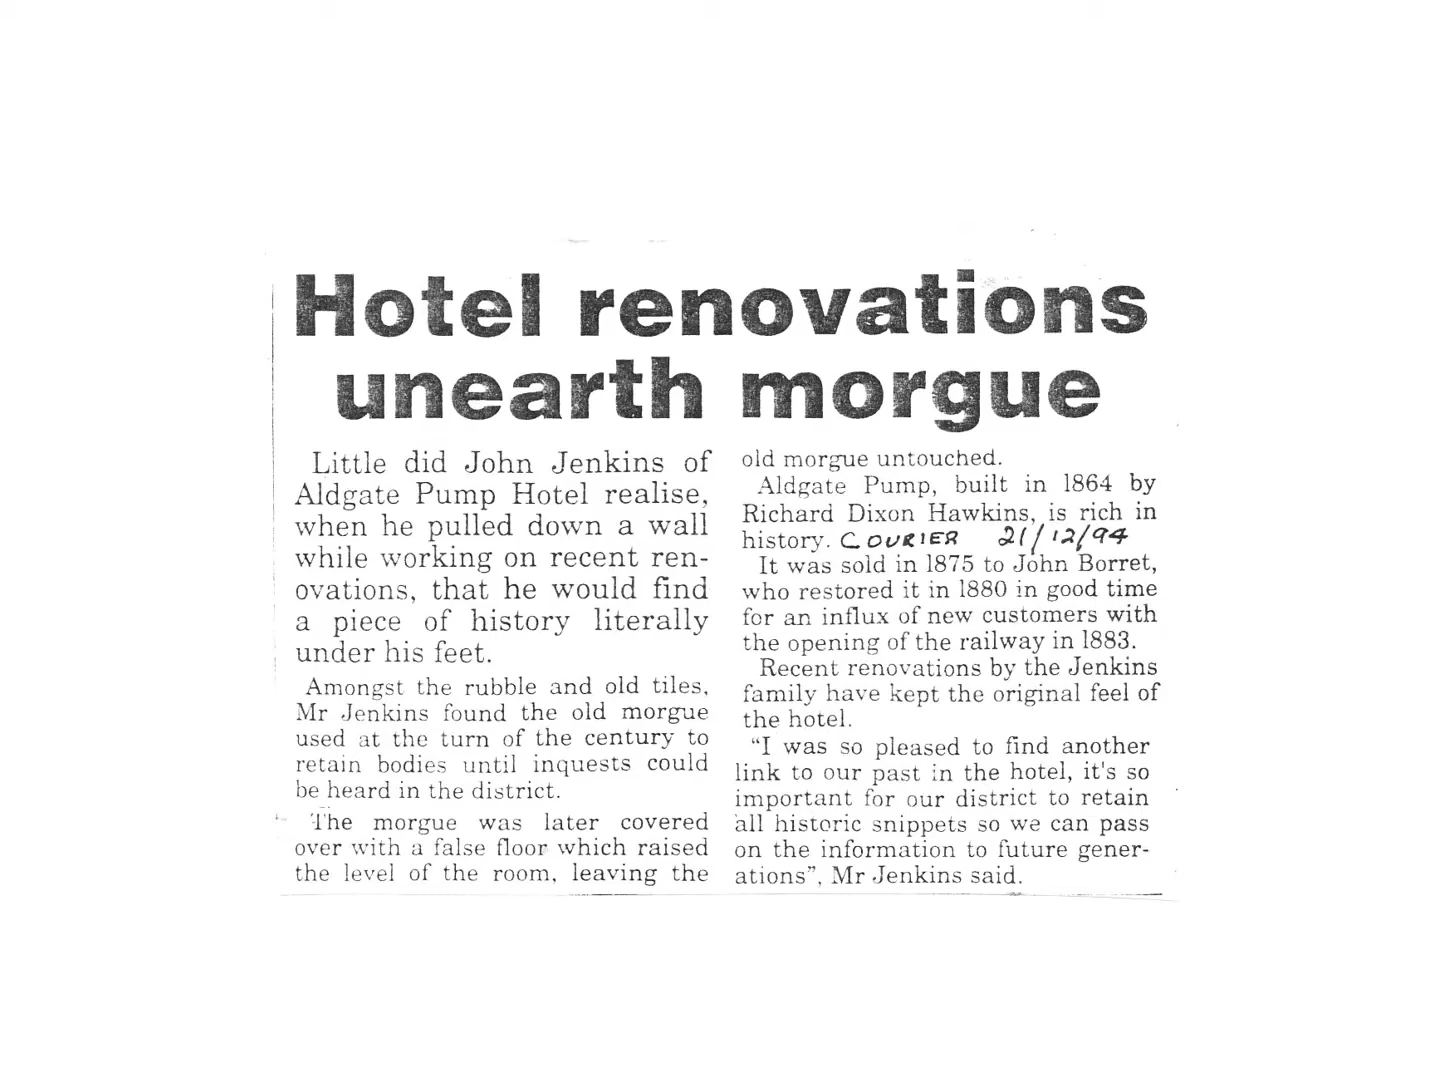 Hotel renovations
unearth morgue
Little did John Jenkins of
Aldgate Pump Hotel realise,
when he pulled down a wall
while working on recent ren-
ovations, that he would find
a piece of history literally
under his feet.
Amongst the rubble and old tiles,
Mr Jenkins found the old morgue
used at the turn of the century to
retain bodies until inquests could
be heard in the district.
The morgue was later covered
over with a false floor which raised
the level of the room, leaving the
old morgue untouched.
Aldgate Pump, built in 1864 by
Richard Dixon Hawkins, is rich in
history. COURIER 21/12/94
It was sold in 1875 to John Borret,
who restored it in 1880 in good time
for an influx of new customers with
the opening of the railway in 1883.
Recent renovations by the Jenkins
family have kept the original feel of
the hotel.
“I was so pleased to find another
link to our past in the hotel, it's so
important for our district to retain
all historic snippets so we can pass
on the information to future gener-
ations”, Mr Jenkins said.